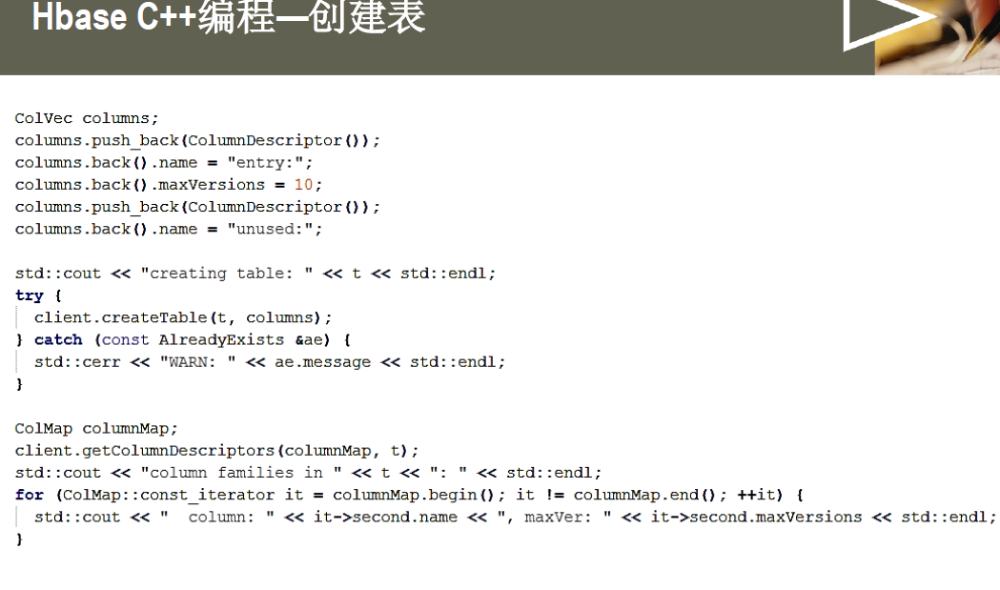 Hbase C++编程—创建表
ColVec columns;
columns.push_back(ColumnDescriptor());
columns.back().name = "entry:";
columns.back().maxVersions = 10;
columns.push_back(ColumnDescriptor());
columns.back().name = "unused:";
std::cout << "creating table: " << t << std::endl;
try {
  client.createTable(t, columns);
} catch (const AlreadyExists &ae) {
  std::cerr << "WARN: " << ae.message << std::endl;
}
ColMap columnMap;
client.getColumnDescriptors(columnMap, t);
std::cout << "column families in " << t << ": " << std::endl;
for (ColMap::const_iterator it = columnMap.begin(); it != columnMap.end(); ++it) {
  std::cout << "  column: " << it->second.name << ", maxVer: " << it->second.maxVersions << std::endl;
}